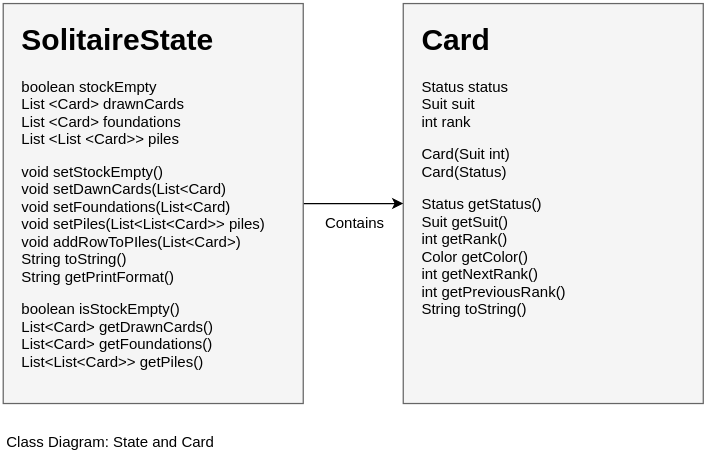 SolitaireState
boolean stockEmpty
List <Card> drawnCards
List <Card> foundations
List <List <Card>> piles
void setStockEmpty()
void setDawnCards(List<Card)
void setFoundations(List<Card)
void setPiles(List<List<Card>> piles)
void addRowToPIles(List<Card>)
String toString()
String getPrintFormat()
boolean isStockEmpty()
List<Card> getDrawnCards()
List<Card> getFoundations()
List<List<Card>> getPiles()
Contains
Card
Status status
Suit suit
int rank
Card(Suit int)
Card(Status)
Status getStatus()
Suit getSuit()
int getRank()
Color getColor()
int getNextRank()
int getPreviousRank()
String toString()
Class Diagram: State and Card